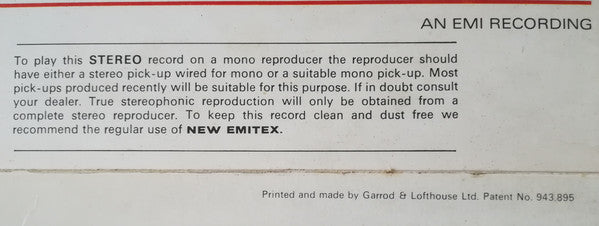 AN EMI RECORDING
To play this STEREO record on a mono reproducer the reproducer should
have either a stereo pick-up wired for mono or a suitable mono pick-up. Most
pick-ups produced recently will be suitable for this purpose. If in doubt consult
your dealer. True stereophonic reproduction will only be obtained from a
complete stereo reproducer. To keep this record clean and dust free we
recommend the regular use of NEW EMITEX.
Printed and made by Garrod & Lofthouse Ltd. Patent No. 943,895